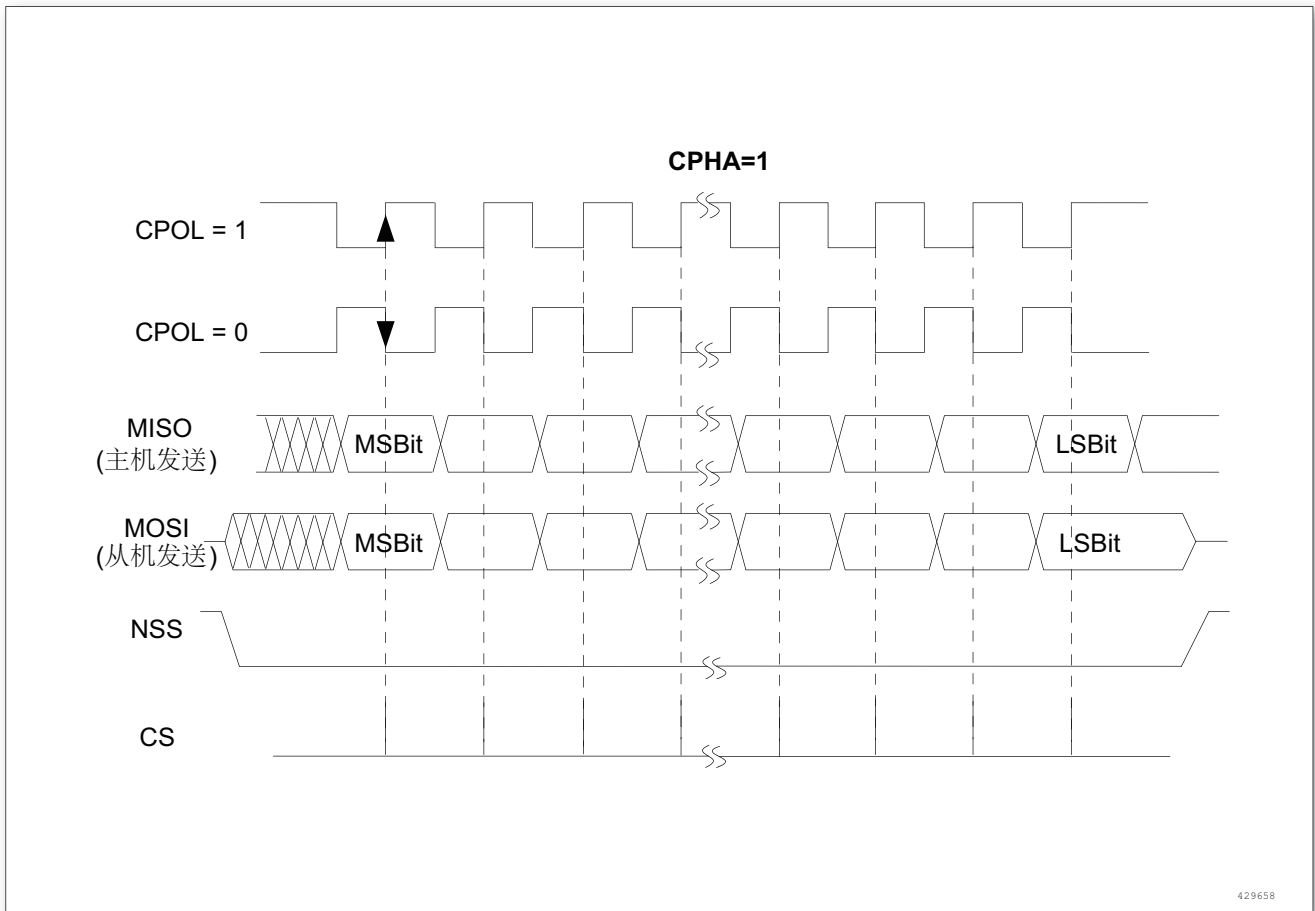 CPHA=1
CPOL = 1
CPOL = 0
MISO
(主机发送)
MSBit
LSBit
MOSI
(从机发送)
MSBit
LSBit
NSS
CS
429658